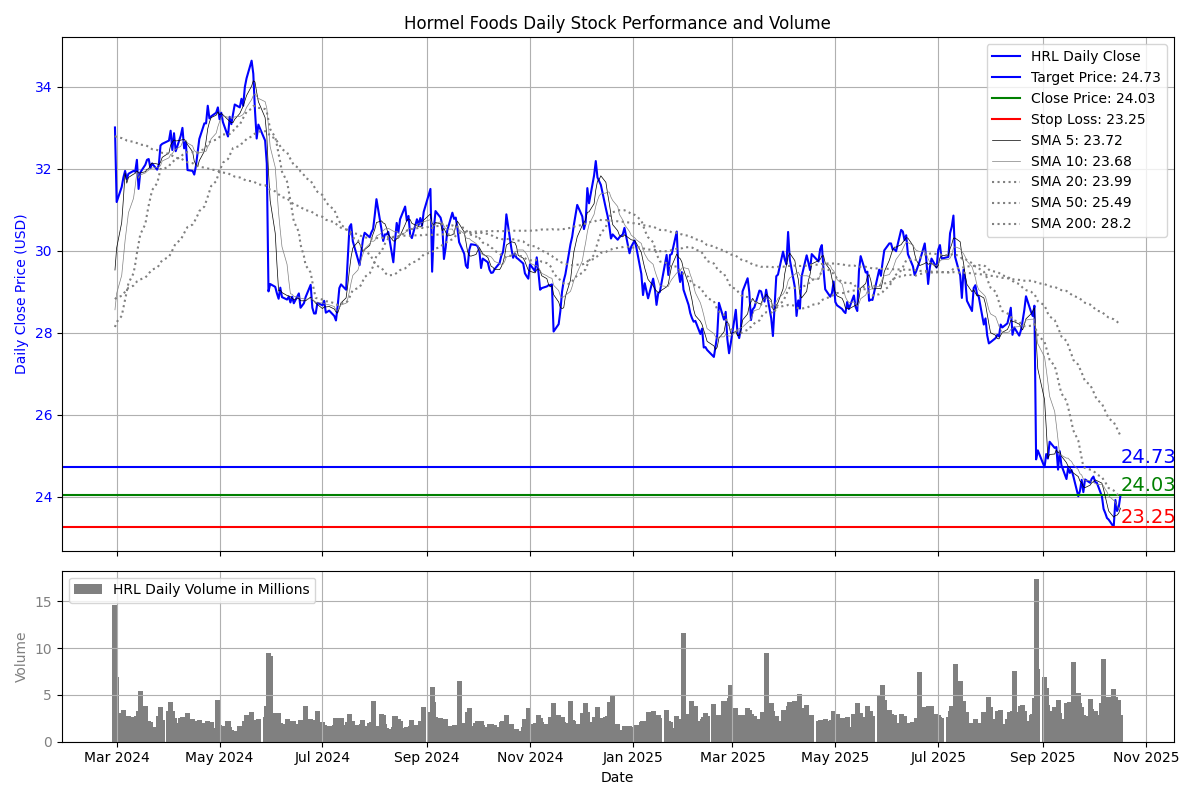 Hormel Foods Daily Stock Performance and Volume
Daily Close Price (USD)
34
32
30
28
26
24
HRL Daily Close
Target Price: 24.73
Close Price: 24.03
Stop Loss: 23.25
SMA 5: 23.72
SMA 10: 23.68
SMA 20: 23.99
SMA 50: 25.49
SMA 200: 28.2
24.73
24.03
23.25
Volume
15
10
5
0
HRL Daily Volume in Millions
Mar 2024 May 2024 Jul 2024 Sep 2024 Nov 2024 Jan 2025 Mar 2025 May 2025 Jul 2025 Sep 2025 Nov 2025
Date